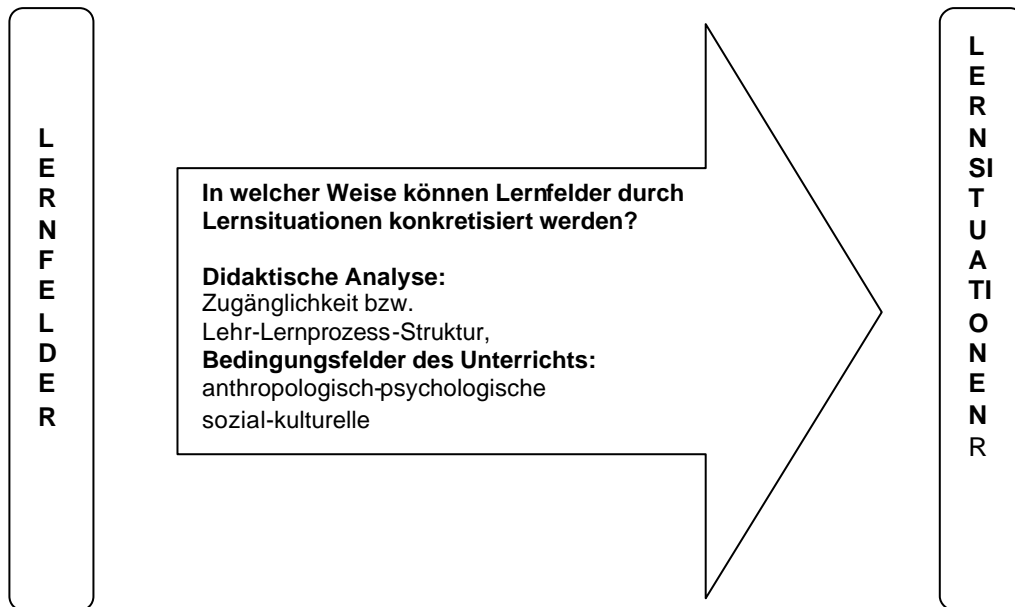 L
E
R
N
F
E
L
D
E
R
In welcher Weise können Lernfelder durch
Lernsituationen konkretisiert werden?
Didaktische Analyse:
Zugänglichkeit bzw.
Lehr-Lernprozess-Struktur,
Bedingungsfelder des Unterrichts:
anthropologisch-psychologische
sozial-kulturelle
L
E
R
N
SI
T
U
A
TI
O
N
E
N
R